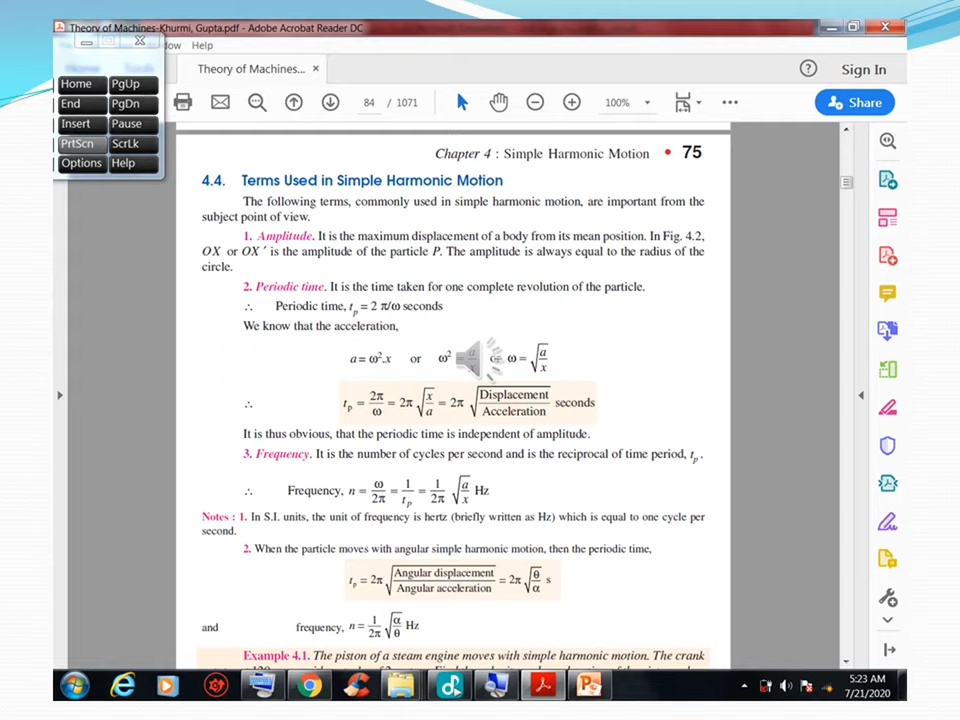 Theory of Machines-Khurmi, Gupta.pdf - Adobe Acrobat Reader DC
Help
Home PgUp
End PgDn
Insert Pause
PrtScn ScrLk
Options Help
Theory of Machines... ×
Sign In
84 / 1071
100%
Share
Chapter 4 : Simple Harmonic Motion • 75
4.4. Terms Used in Simple Harmonic Motion
The following terms, commonly used in simple harmonic motion, are important from the
subject point of view.
1. Amplitude. It is the maximum displacement of a body from its mean position. In Fig. 4.2,
OX or OX ′ is the amplitude of the particle P. The amplitude is always equal to the radius of the
circle.
2. Periodic time. It is the time taken for one complete revolution of the particle.
∴ Periodic time, tp = 2 π/ω seconds
We know that the acceleration,
a = ω².x or ω² = a/x ω = √(a/x)
∴ tp = 2π/ω = 2π √(x/a) = 2π √(Displacement/Acceleration) seconds
It is thus obvious, that the periodic time is independent of amplitude.
3. Frequency. It is the number of cycles per second and is the reciprocal of time period, tp .
∴ Frequency, n = ω/2π = 1/tp = 1/2π √(a/x) Hz
Notes : 1. In S.I. units, the unit of frequency is hertz (briefly written as Hz) which is equal to one cycle per
second.
2. When the particle moves with angular simple harmonic motion, then the periodic time,
tp = 2π √(Angular displacement/Angular acceleration) = 2π √(θ/α) s
and frequency, n = 1/2π √(α/θ) Hz
Example 4.1. The piston of a steam engine moves with simple harmonic motion. The crank
5:23 AM
7/21/2020